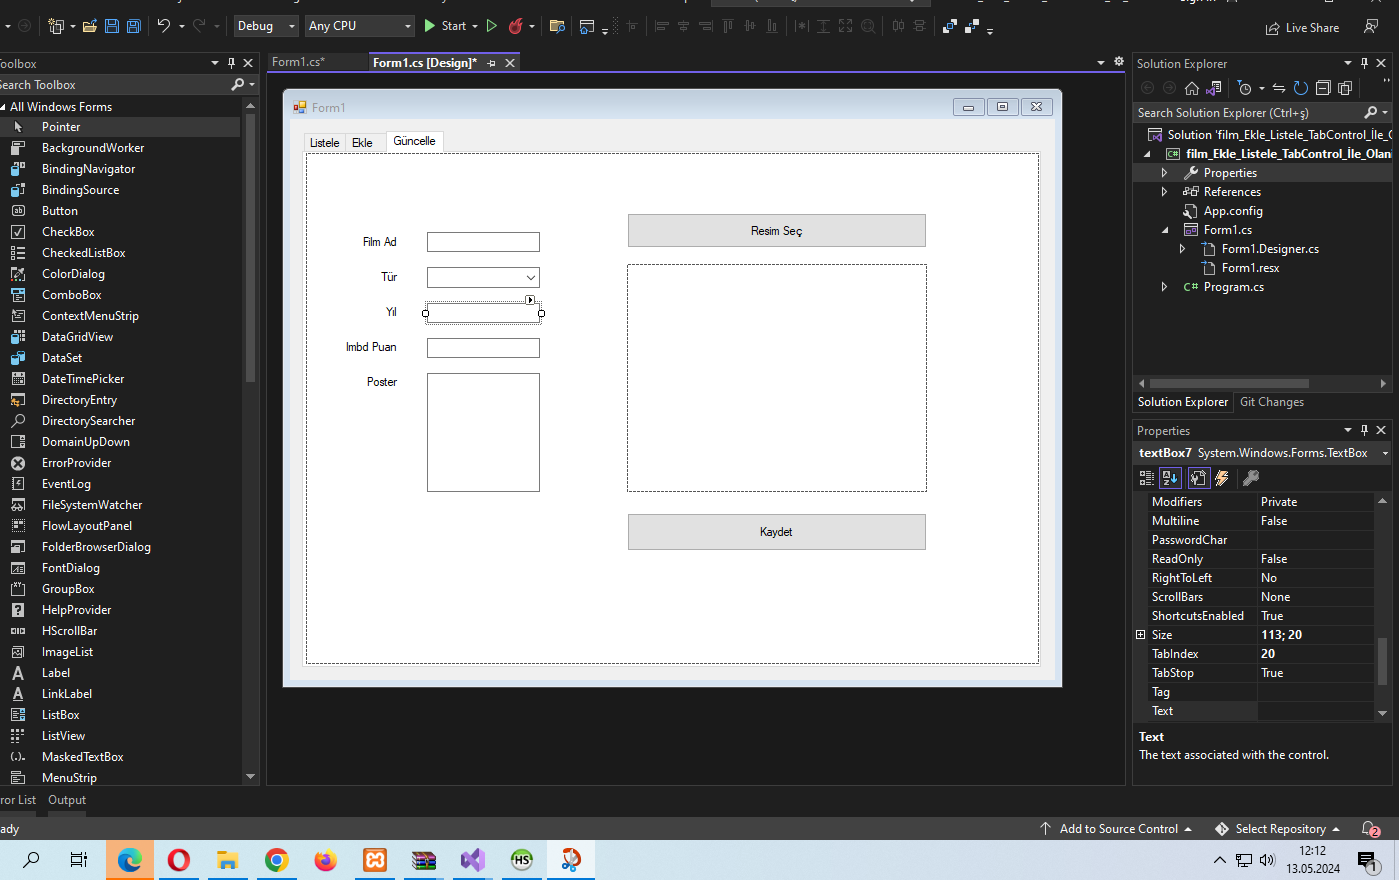 Debug
Any CPU
Start
Live Share
oolbox
earch Toolbox
All Windows Forms
Pointer
BackgroundWorker
BindingNavigator
BindingSource
Button
CheckBox
CheckedListBox
ColorDialog
ComboBox
ContextMenuStrip
DataGridView
DataSet
DateTimePicker
DirectoryEntry
DirectorySearcher
DomainUpDown
ErrorProvider
EventLog
FileSystemWatcher
FlowLayoutPanel
FolderBrowserDialog
FontDialog
GroupBox
HelpProvider
HScrollBar
ImageList
Label
LinkLabel
ListBox
ListView
MaskedTextBox
MenuStrip
Form1.cs*
Form1.cs [Design]*
Form1
Listele
Ekle
Güncelle
Film Ad
Tür
Yıl
Imbd Puan
Poster
Resim Seç
Kaydet
Solution Explorer
Search Solution Explorer (Ctrl+ş)
Solution 'film_Ekle_Listele_TabControl_İle_O
C# film_Ekle_Listele_TabControl_İle_Olanı
Properties
References
App.config
Form1.cs
Form1.Designer.cs
Form1.resx
C# Program.cs
Solution Explorer
Git Changes
Properties
textBox7 System.Windows.Forms.TextBox
Modifiers Private
Multiline False
PasswordChar
ReadOnly False
RightToLeft No
ScrollBars None
ShortcutsEnabled True
Size 113; 20
TabIndex 20
TabStop True
Tag
Text
Text
The text associated with the control.
ror List
Output
ady
Add to Source Control
Select Repository
2
HS
12:12
13.05.2024
1